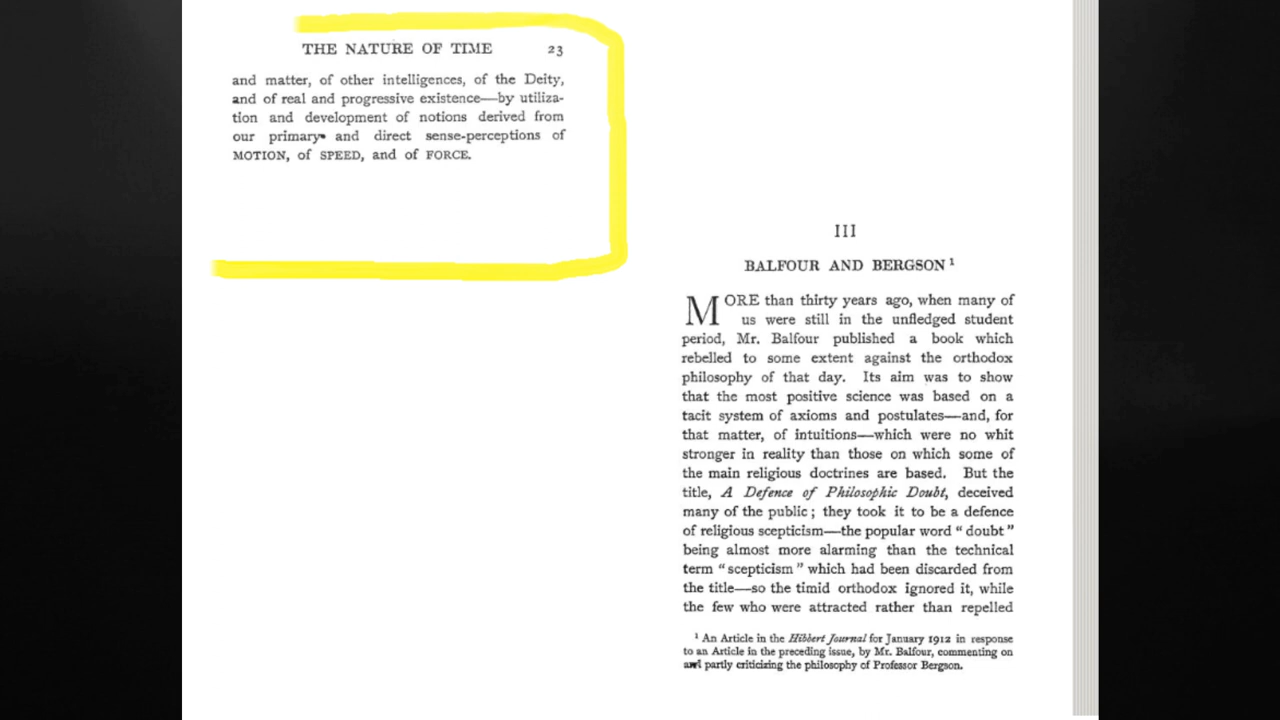 THE NATURE OF TIME 23
and matter, of other intelligences, of the Deity,
and of real and progressive existence—by utiliza-
tion and development of notions derived from
our primary and direct sense-perceptions of
MOTION, of SPEED, and of FORCE.
III
BALFOUR AND BERGSON ¹
MORE than thirty years ago, when many of
us were still in the unfledged student
period, Mr. Balfour published a book which
rebelled to some extent against the orthodox
philosophy of that day. Its aim was to show
that the most positive science was based on a
tacit system of axioms and postulates—and, for
that matter, of intuitions—which were no whit
stronger in reality than those on which some of
the main religious doctrines are based. But the
title, A Defence of Philosophic Doubt, deceived
many of the public ; they took it to be a defence
of religious scepticism—the popular word “ doubt ”
being almost more alarming than the technical
term “ scepticism ” which had been discarded from
the title—so the timid orthodox ignored it, while
the few who were attracted rather than repelled
¹ An Article in the Hibbert Journal for January 1912 in response
to an Article in the preceding issue, by Mr. Balfour, commenting on
and partly criticizing the philosophy of Professor Bergson.